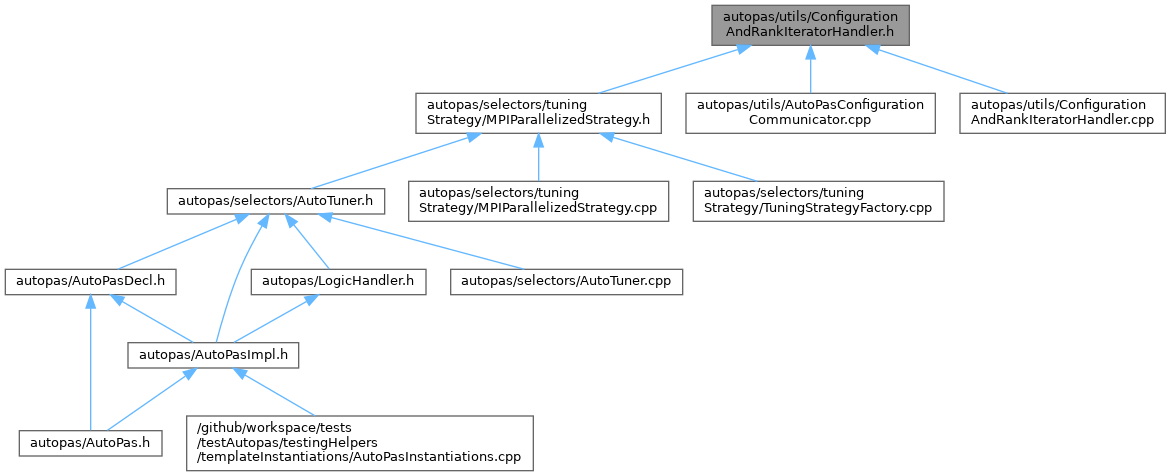 autopas/utils/Configuration
AndRankIteratorHandler.h
autopas/selectors/tuning
Strategy/MPIParallelizedStrategy.h
autopas/utils/AutoPasConfiguration
Communicator.cpp
autopas/utils/Configuration
AndRankIteratorHandler.cpp
autopas/selectors/AutoTuner.h
autopas/selectors/tuning
Strategy/MPIParallelizedStrategy.cpp
autopas/selectors/tuning
Strategy/TuningStrategyFactory.cpp
autopas/AutoPasDecl.h
autopas/LogicHandler.h
autopas/selectors/AutoTuner.cpp
autopas/AutoPasImpl.h
autopas/AutoPas.h
/github/workspace/tests
/testAutopas/testingHelpers
/templateInstantiations/AutoPasInstantiations.cpp